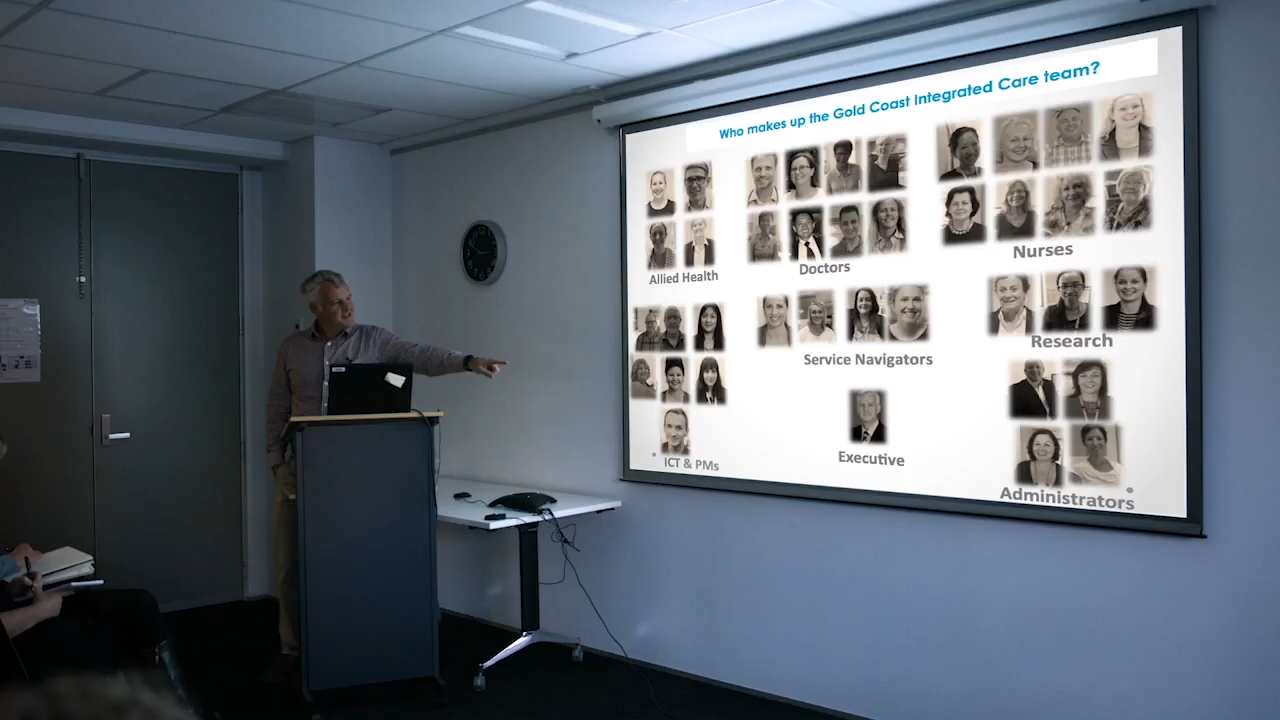 Who makes up the Gold Coast Integrated Care team?
Allied Health
Doctors
Nurses
Service Navigators
Research
ICT & PMs
Executive
Administrators